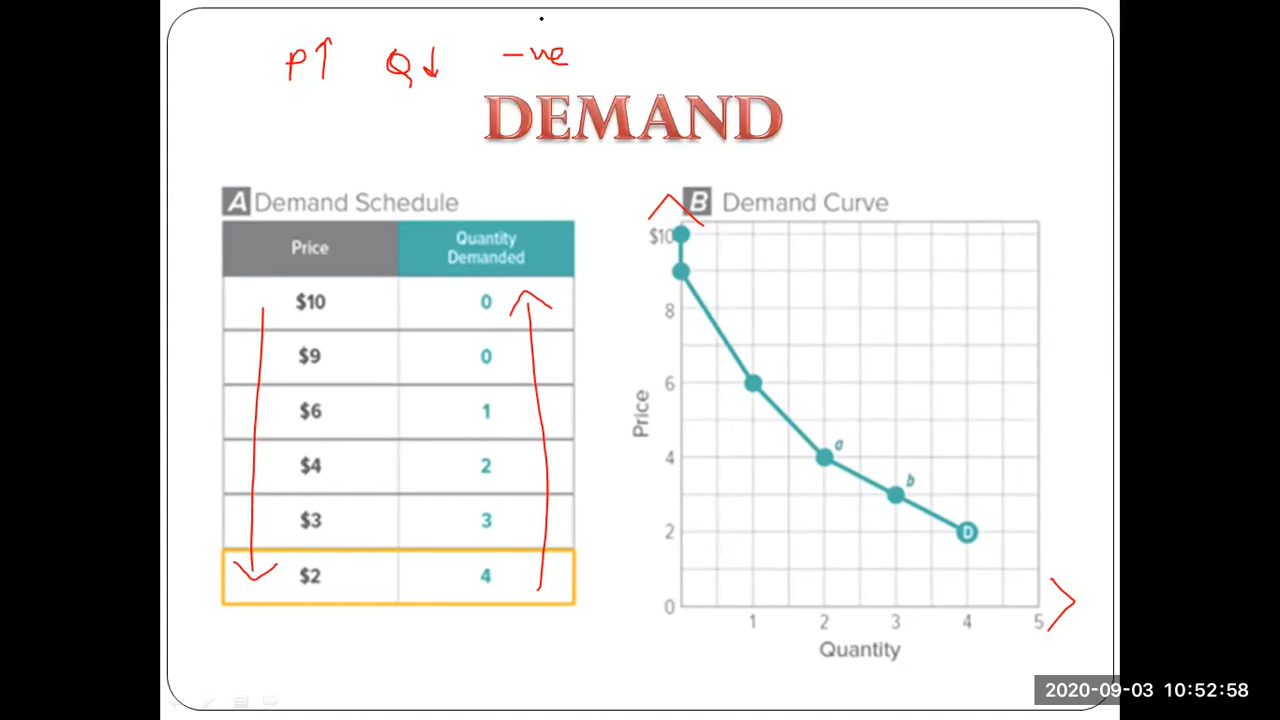 P↑ Q↓ -ve
DEMAND
A Demand Schedule
Price Quantity Demanded
$10 0
$9 0
$6 1
$4 2
$3 3
$2 4
B Demand Curve
$10
8
6
4
2
0
Price
a
b
D
1 2 3 4 5
Quantity
2020-09-03 10:52:58